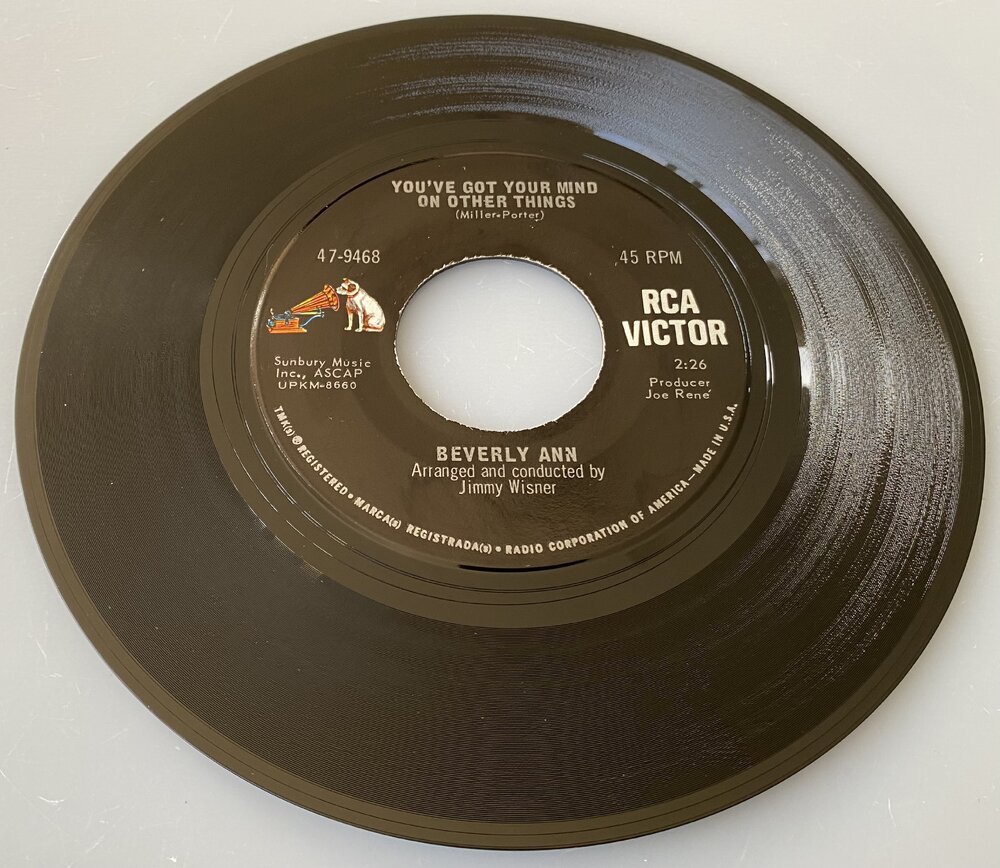 YOU'VE GOT YOUR MIND
ON OTHER THINGS
(Miller-Porter)
47-9468
45 RPM
RCA
VICTOR
Sunbury Music
Inc., ASCAP
UPKM-8660
2:26
Producer
Joe René
BEVERLY ANN
Arranged and conducted by
Jimmy Wisner
TMK(s) ® REGISTERED • MARCA(s) REGISTRADA(s) • RADIO CORPORATION OF AMERICA—MADE IN U.S.A.